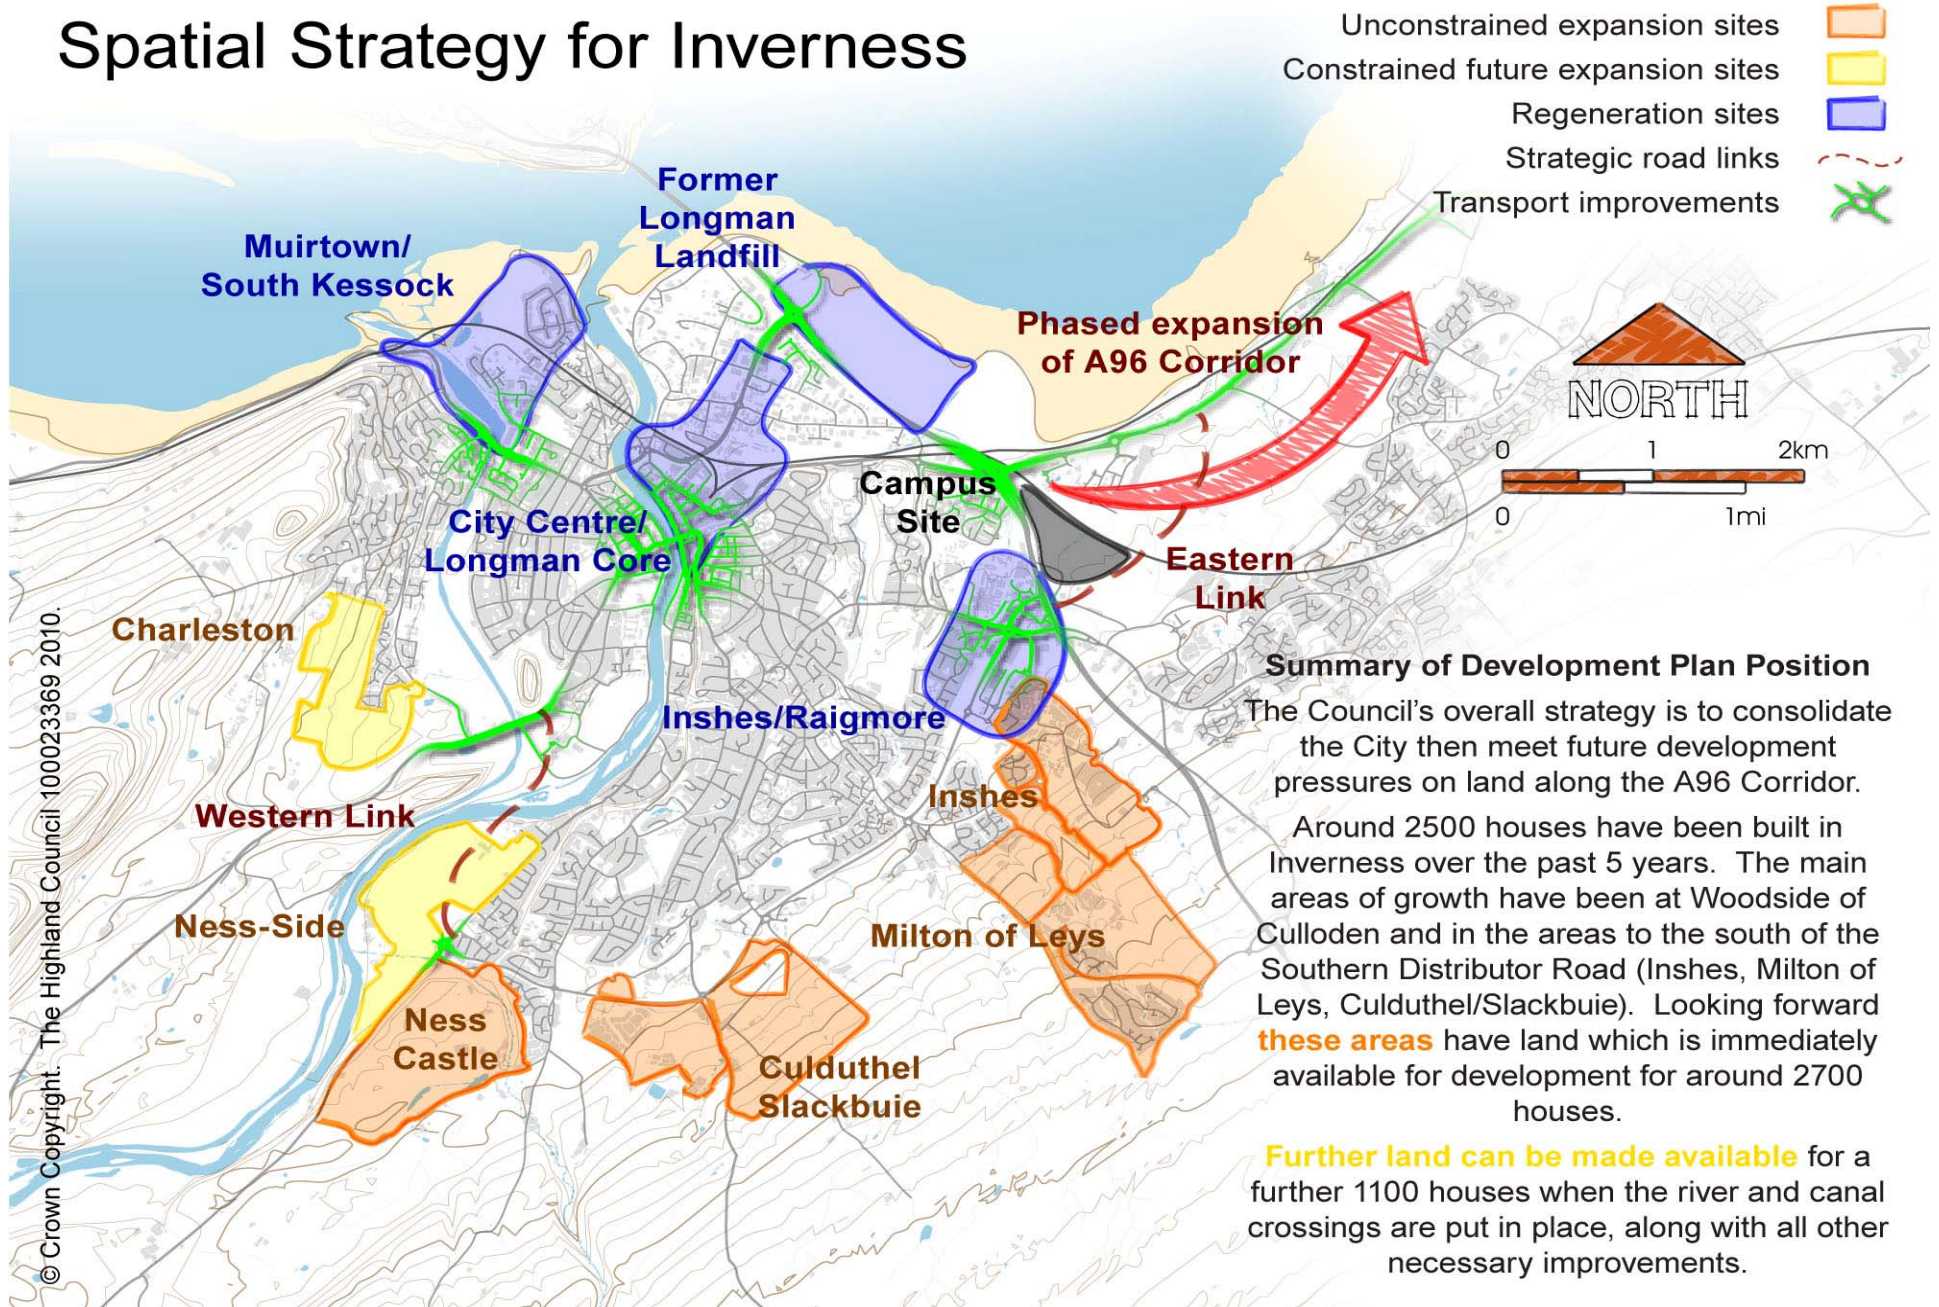 Spatial Strategy for Inverness
Unconstrained expansion sites
Constrained future expansion sites
Regeneration sites
Strategic road links
Transport improvements
Former
Longman
Landfill
Muirtown/
South Kessock
Phased expansion
of A96 Corridor
NORTH
0 1 2km
0 1mi
Campus
Site
City Centre/
Longman Core
Eastern
Link
Charleston
Inshes/Raigmore
Western Link
Inshes
Ness-Side
Milton of Leys
Ness
Castle
Culduthel
Slackbuie
Summary of Development Plan Position
The Council's overall strategy is to consolidate
the City then meet future development
pressures on land along the A96 Corridor.
Around 2500 houses have been built in
Inverness over the past 5 years.  The main
areas of growth have been at Woodside of
Culloden and in the areas to the south of the
Southern Distributor Road (Inshes, Milton of
Leys, Culduthel/Slackbuie).  Looking forward
these areas have land which is immediately
available for development for around 2700
houses.
Further land can be made available for a
further 1100 houses when the river and canal
crossings are put in place, along with all other
necessary improvements.
© Crown Copyright.  The Highland Council 100023369 2010.